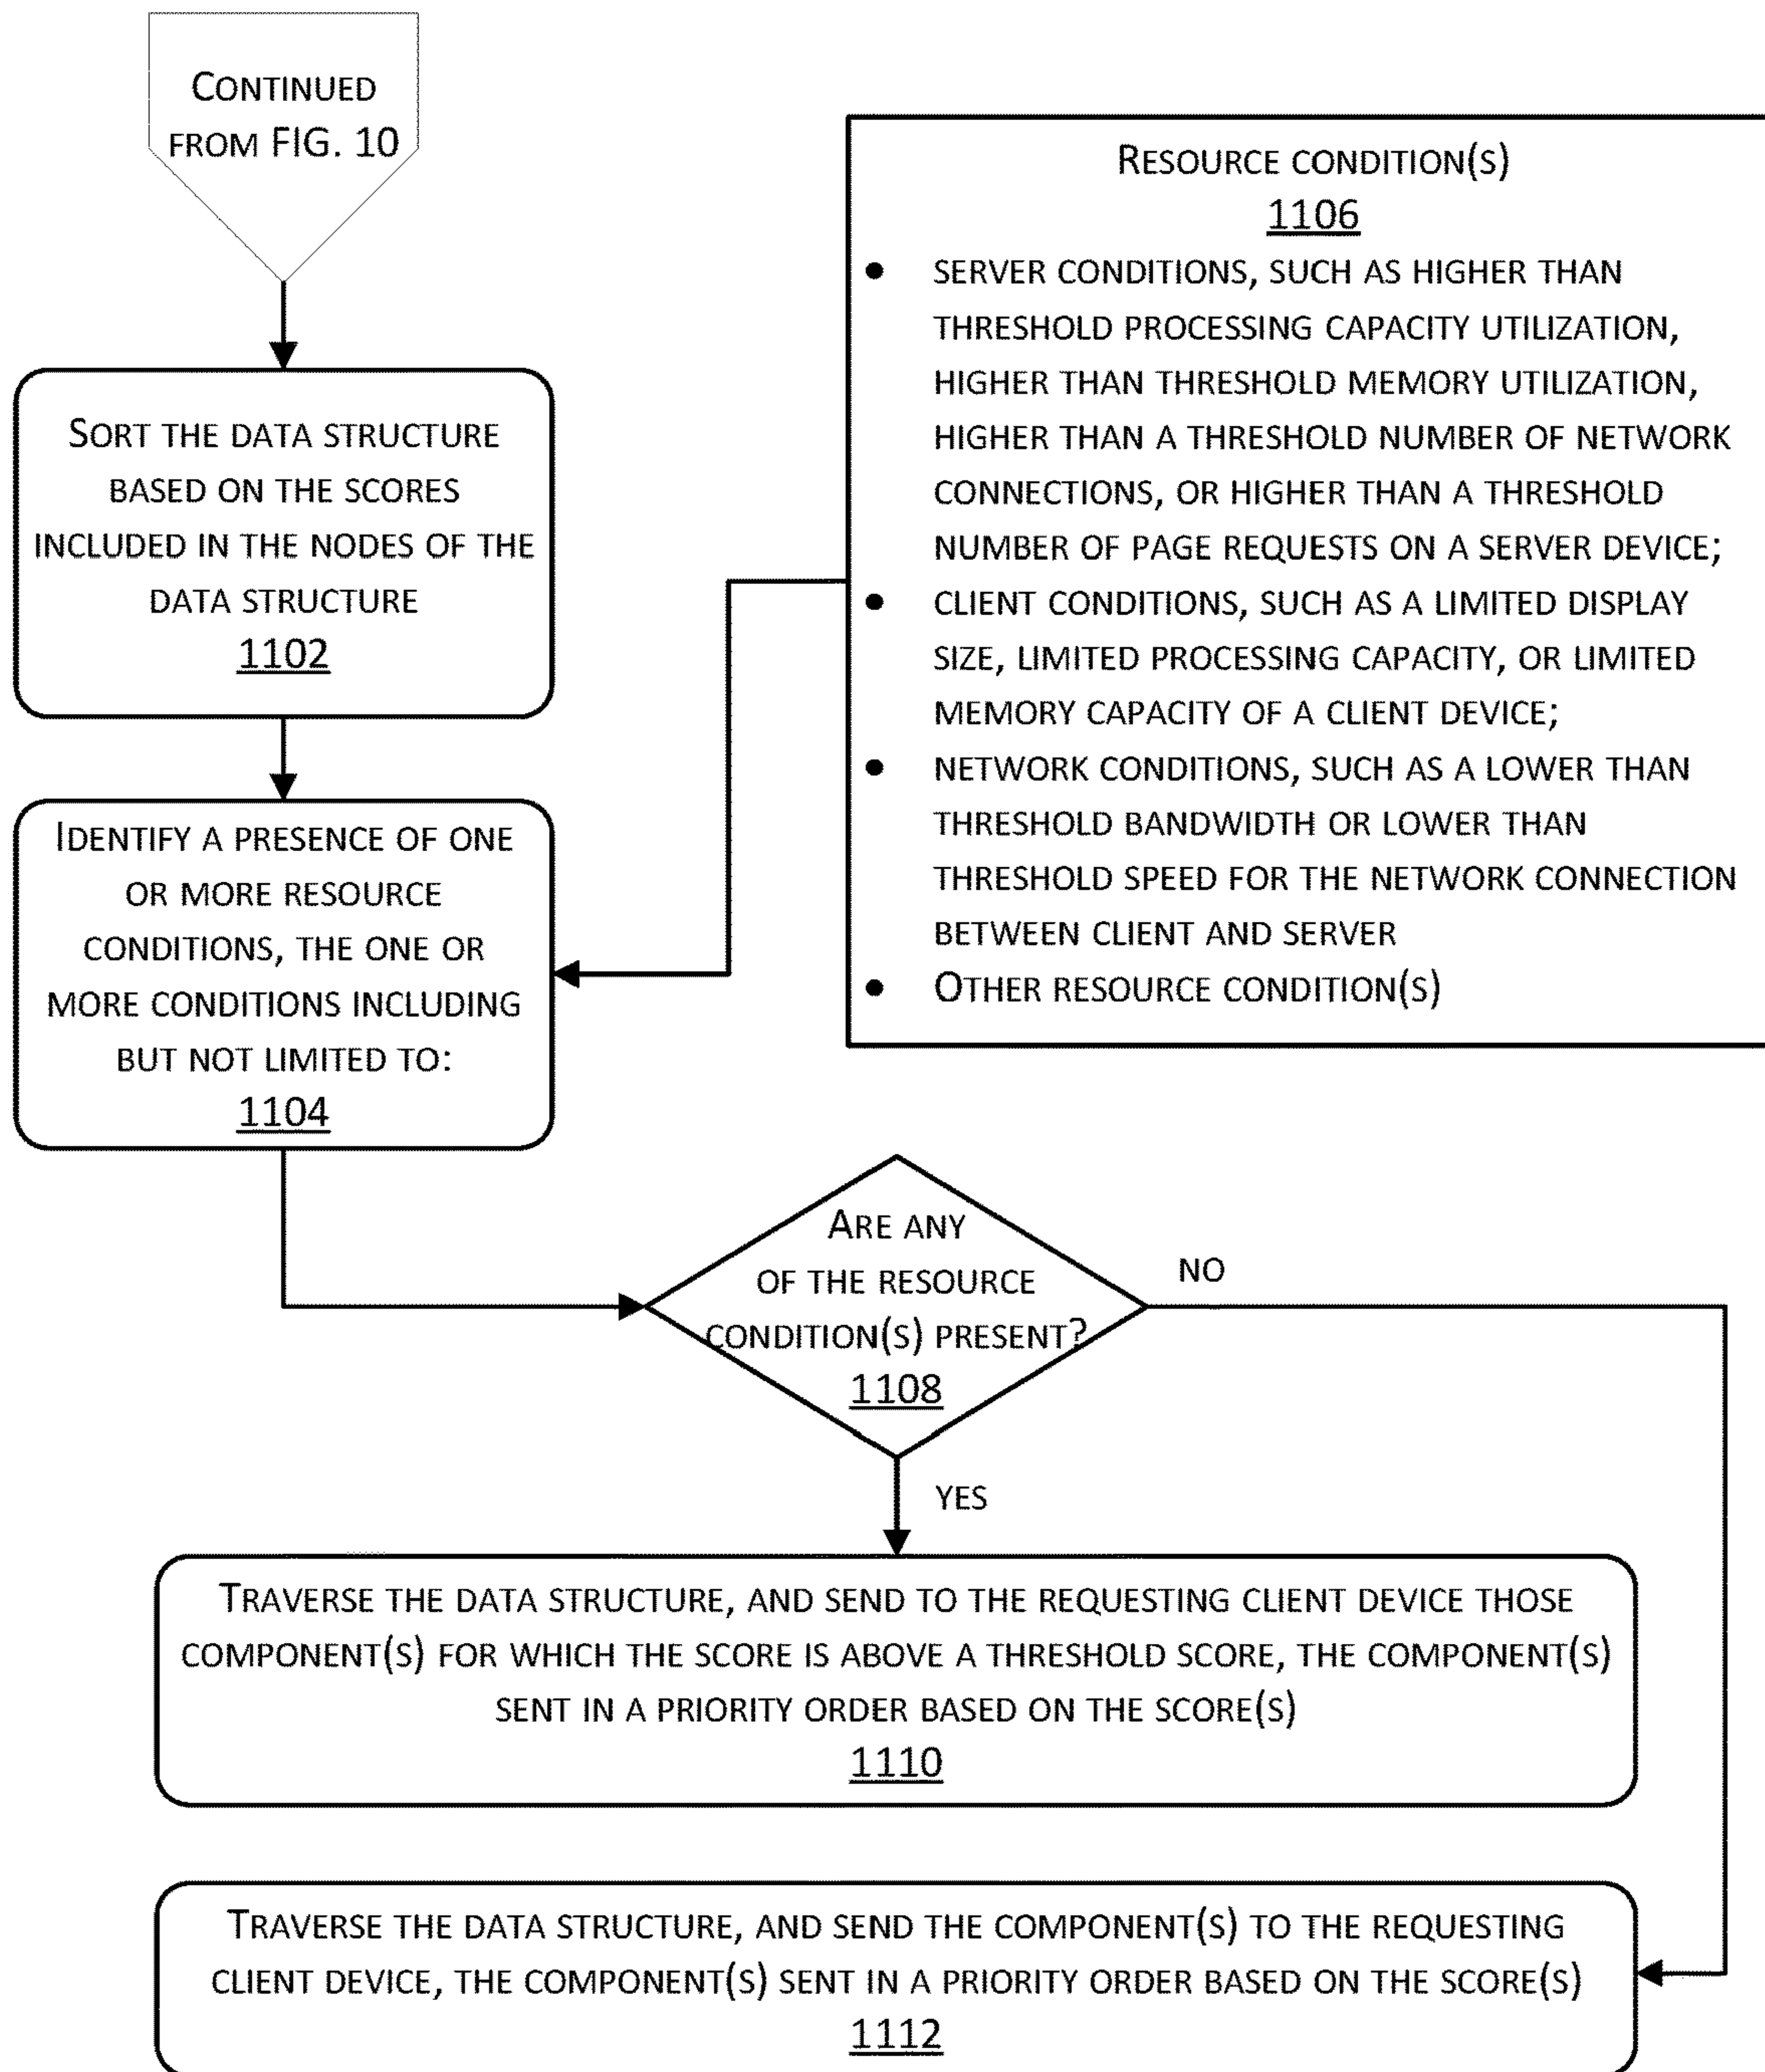 CONTINUED
FROM FIG. 10
SORT THE DATA STRUCTURE
BASED ON THE SCORES
INCLUDED IN THE NODES OF THE
DATA STRUCTURE
1102
IDENTIFY A PRESENCE OF ONE
OR MORE RESOURCE
CONDITIONS, THE ONE OR
MORE CONDITIONS INCLUDING
BUT NOT LIMITED TO:
1104
RESOURCE CONDITION(S)
1106
• SERVER CONDITIONS, SUCH AS HIGHER THAN
THRESHOLD PROCESSING CAPACITY UTILIZATION,
HIGHER THAN THRESHOLD MEMORY UTILIZATION,
HIGHER THAN A THRESHOLD NUMBER OF NETWORK
CONNECTIONS, OR HIGHER THAN A THRESHOLD
NUMBER OF PAGE REQUESTS ON A SERVER DEVICE;
• CLIENT CONDITIONS, SUCH AS A LIMITED DISPLAY
SIZE, LIMITED PROCESSING CAPACITY, OR LIMITED
MEMORY CAPACITY OF A CLIENT DEVICE;
• NETWORK CONDITIONS, SUCH AS A LOWER THAN
THRESHOLD BANDWIDTH OR LOWER THAN
THRESHOLD SPEED FOR THE NETWORK CONNECTION
BETWEEN CLIENT AND SERVER
• OTHER RESOURCE CONDITION(S)
ARE ANY
OF THE RESOURCE
CONDITION(S) PRESENT?
1108
NO
YES
TRAVERSE THE DATA STRUCTURE, AND SEND TO THE REQUESTING CLIENT DEVICE THOSE
COMPONENT(S) FOR WHICH THE SCORE IS ABOVE A THRESHOLD SCORE, THE COMPONENT(S)
SENT IN A PRIORITY ORDER BASED ON THE SCORE(S)
1110
TRAVERSE THE DATA STRUCTURE, AND SEND THE COMPONENT(S) TO THE REQUESTING
CLIENT DEVICE, THE COMPONENT(S) SENT IN A PRIORITY ORDER BASED ON THE SCORE(S)
1112